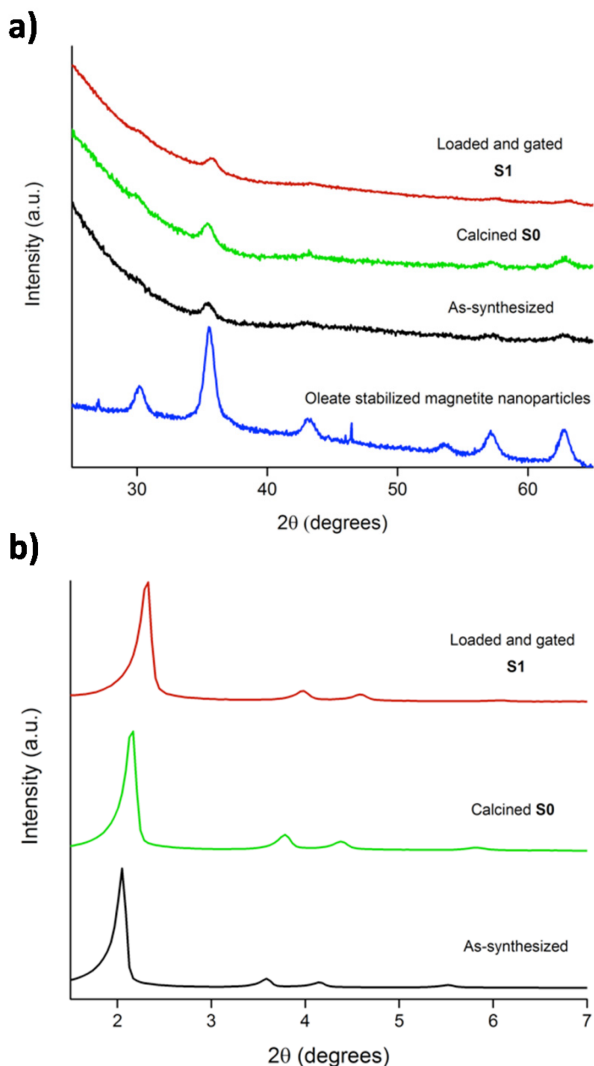 a)
Intensity (a.u.)
Loaded and gated
S1
Calcined S0
As-synthesized
Oleate stabilized magnetite nanoparticles
30 40 50 60
2θ (degrees)
b)
Intensity (a.u.)
Loaded and gated
S1
Calcined S0
As-synthesized
2 3 4 5 6 7
2θ (degrees)